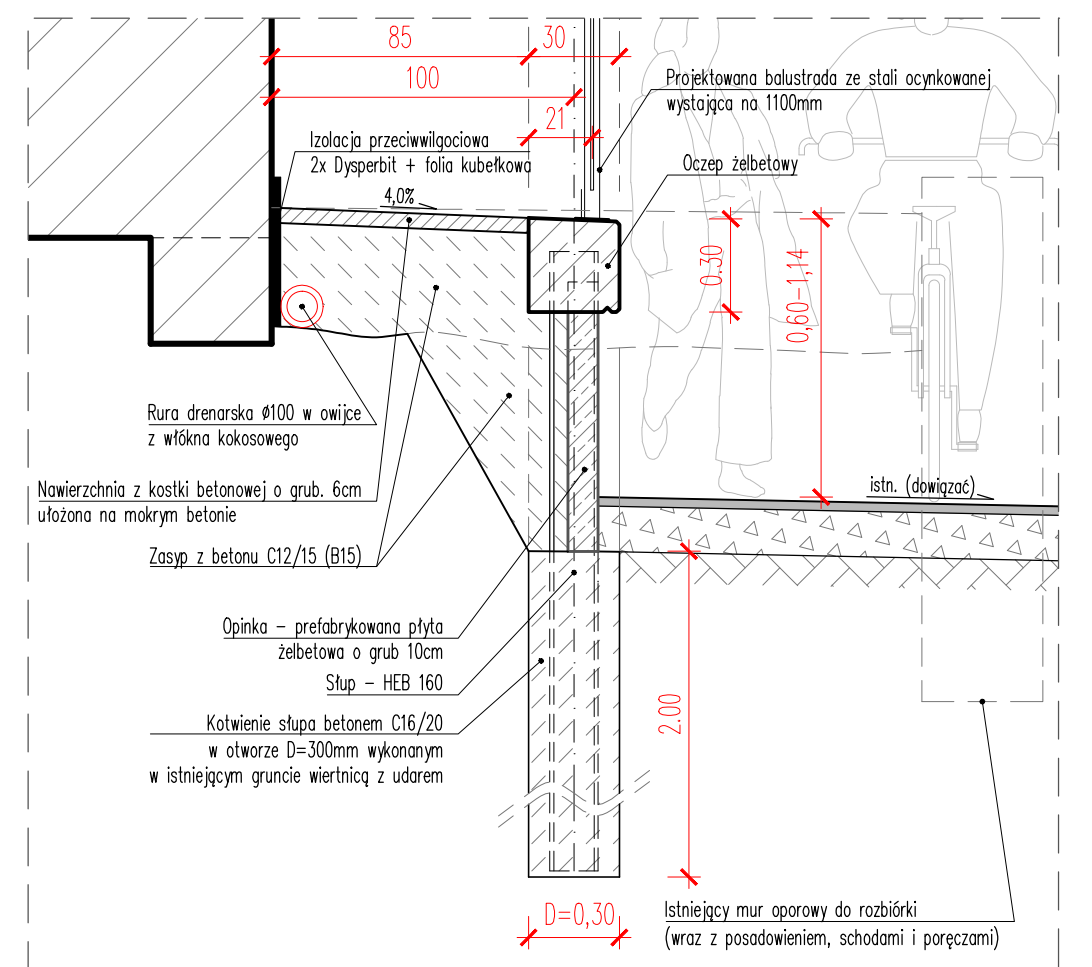 85
30
100
21
Projektowana balustrada ze stali ocynkowanej
wystająca na 1100mm
Izolacja przeciwwilgociowa
2x Dysperbit + folia kubełkowa
Oczep żelbetowy
4,0%
0.30
0,60-1,14
Rura drenarska Ø100 w owijce
z włókna kokosowego
Nawierzchnia z kostki betonowej o grub. 6cm
ułożona na mokrym betonie
istn. (dowiązać)
Zasyp z betonu C12/15 (B15)
Opinka – prefabrykowana płyta
żelbetowa o grub 10cm
Słup – HEB 160
2.00
Kotwienie słupa betonem C16/20
w otworze D=300mm wykonanym
w istniejącym gruncie wiertnicą z udarem
D=0,30
Istniejący mur oporowy do rozbiórki
(wraz z posadowieniem, schodami i poręczami)